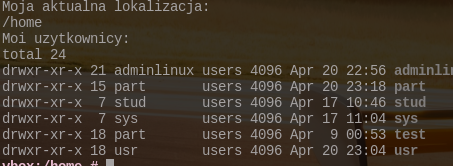 Moja aktualna lokalizacja:
/home
Moi uzytkownicy:
total 24
drwxr-xr-x 21 adminlinux users 4096 Apr 20 22:56 adminli
drwxr-xr-x 15 part       users 4096 Apr 20 23:18 part
drwxr-xr-x  7 stud       users 4096 Apr 17 10:46 stud
drwxr-xr-x  7 sys        users 4096 Apr 17 11:04 sys
drwxr-xr-x 18 part       users 4096 Apr  9 00:53 test
drwxr-xr-x 18 usr        users 4096 Apr 20 23:04 usr
vbox:/home #